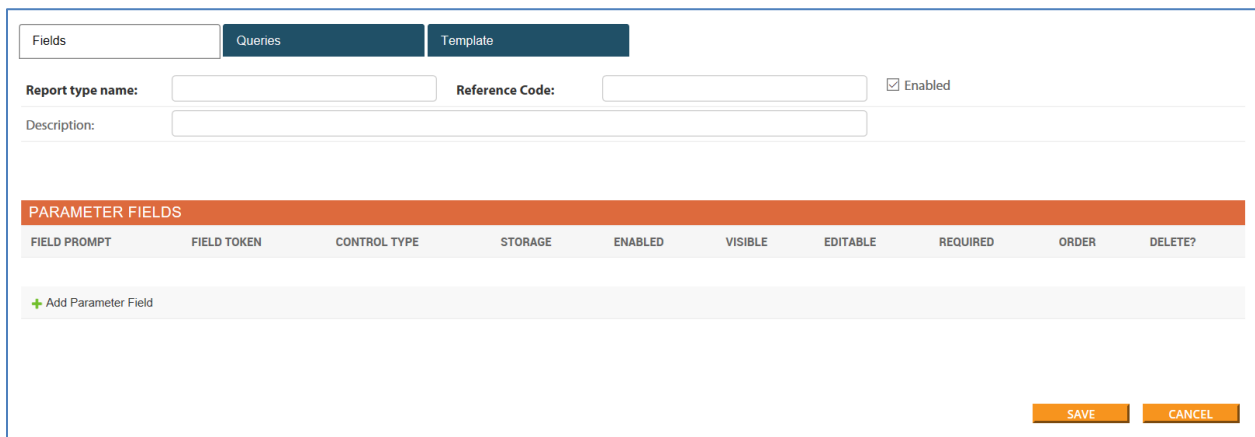 Fields Queries Template
Report type name: Reference Code: Enabled
Description:
PARAMETER FIELDS
FIELD PROMPT FIELD TOKEN CONTROL TYPE STORAGE ENABLED VISIBLE EDITABLE REQUIRED ORDER DELETE?
Add Parameter Field
SAVE CANCEL